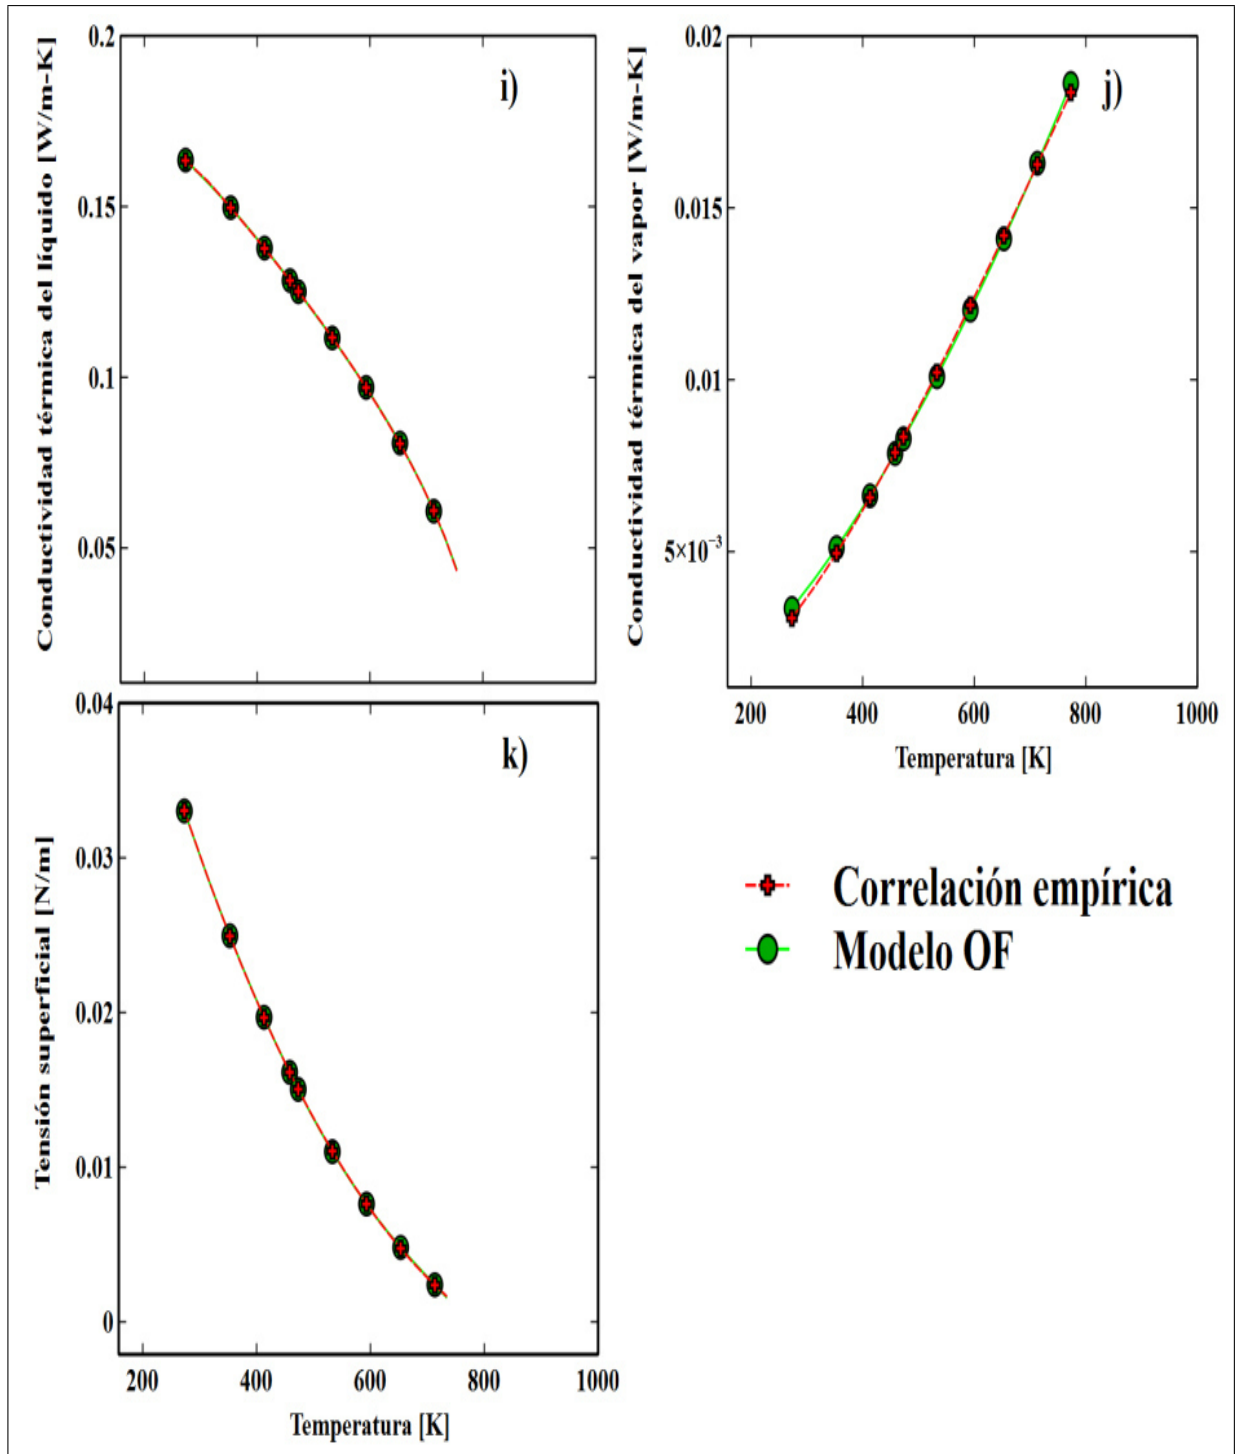 Conductividad térmica del líquido [W/m-K]
0.2
0.15
0.1
0.05
i)
Conductividad térmica del vapor [W/m-K]
0.02
0.015
0.01
5×10⁻³
j)
200 400 600 800 1000
Temperatura [K]
Tensión superficial [N/m]
0.04
0.03
0.02
0.01
0
k)
200 400 600 800 1000
Temperatura [K]
Correlación empírica
Modelo OF